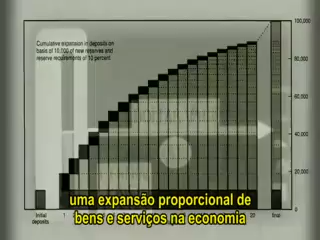 Cumulative expansion in deposits on
basis of 10,000 of new reserves and
reserve requirements of 10 percent
100,000
80,000
60,000
40,000
20,000
0
Initial
deposits
1
20
final
uma expansão proporcional de
bens e serviços na economia